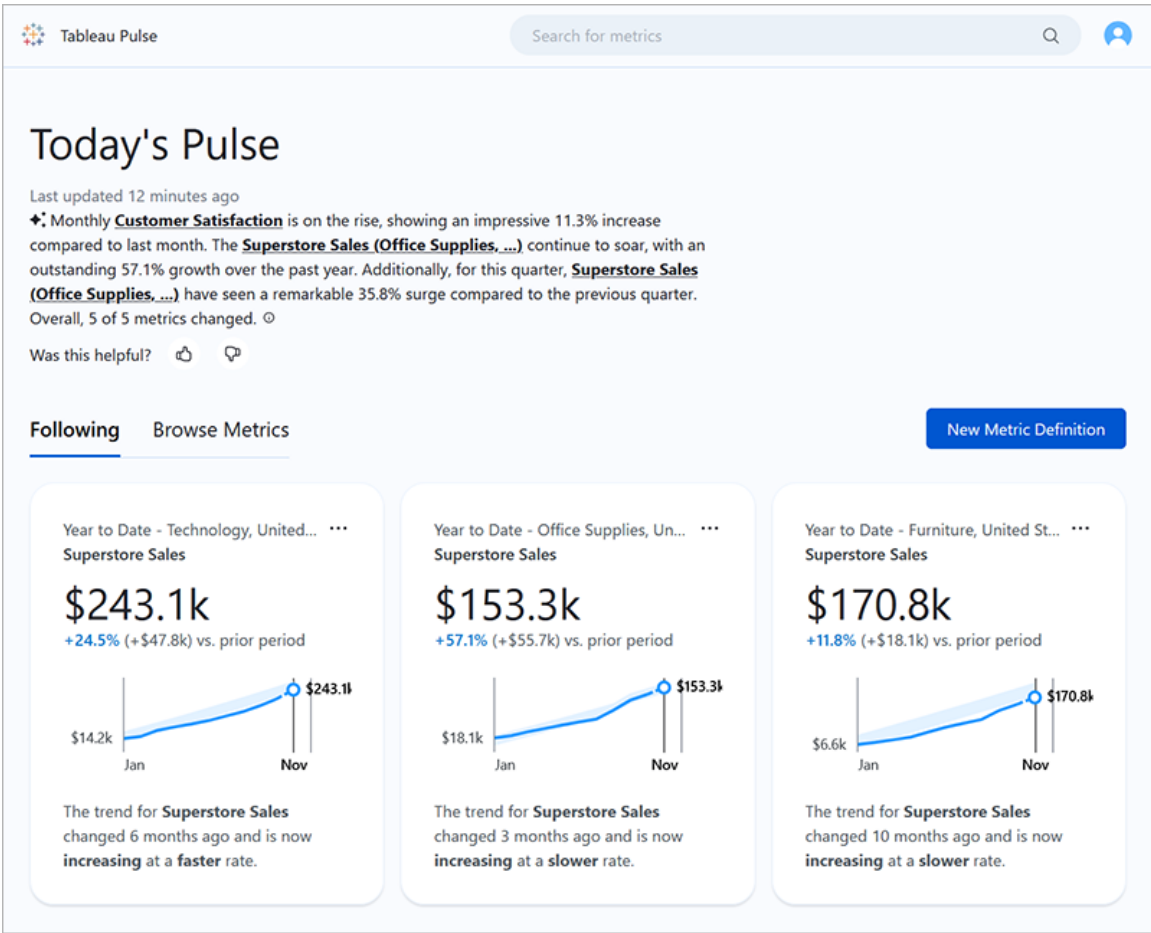 Tableau Pulse
Search for metrics
Today's Pulse
Last updated 12 minutes ago
Monthly Customer Satisfaction is on the rise, showing an impressive 11.3% increase
compared to last month. The Superstore Sales (Office Supplies, ...) continue to soar, with an
outstanding 57.1% growth over the past year. Additionally, for this quarter, Superstore Sales
(Office Supplies, ...) have seen a remarkable 35.8% surge compared to the previous quarter.
Overall, 5 of 5 metrics changed.
Was this helpful?
Following Browse Metrics
New Metric Definition
Year to Date - Technology, United...
Superstore Sales
$243.1k
+24.5% (+$47.8k) vs. prior period
$243.1k
$14.2k
Jan Nov
The trend for Superstore Sales
changed 6 months ago and is now
increasing at a faster rate.
Year to Date - Office Supplies, Un...
Superstore Sales
$153.3k
+57.1% (+$55.7k) vs. prior period
$153.3k
$18.1k
Jan Nov
The trend for Superstore Sales
changed 3 months ago and is now
increasing at a slower rate.
Year to Date - Furniture, United St...
Superstore Sales
$170.8k
+11.8% (+$18.1k) vs. prior period
$170.8k
$6.6k
Jan Nov
The trend for Superstore Sales
changed 10 months ago and is now
increasing at a slower rate.